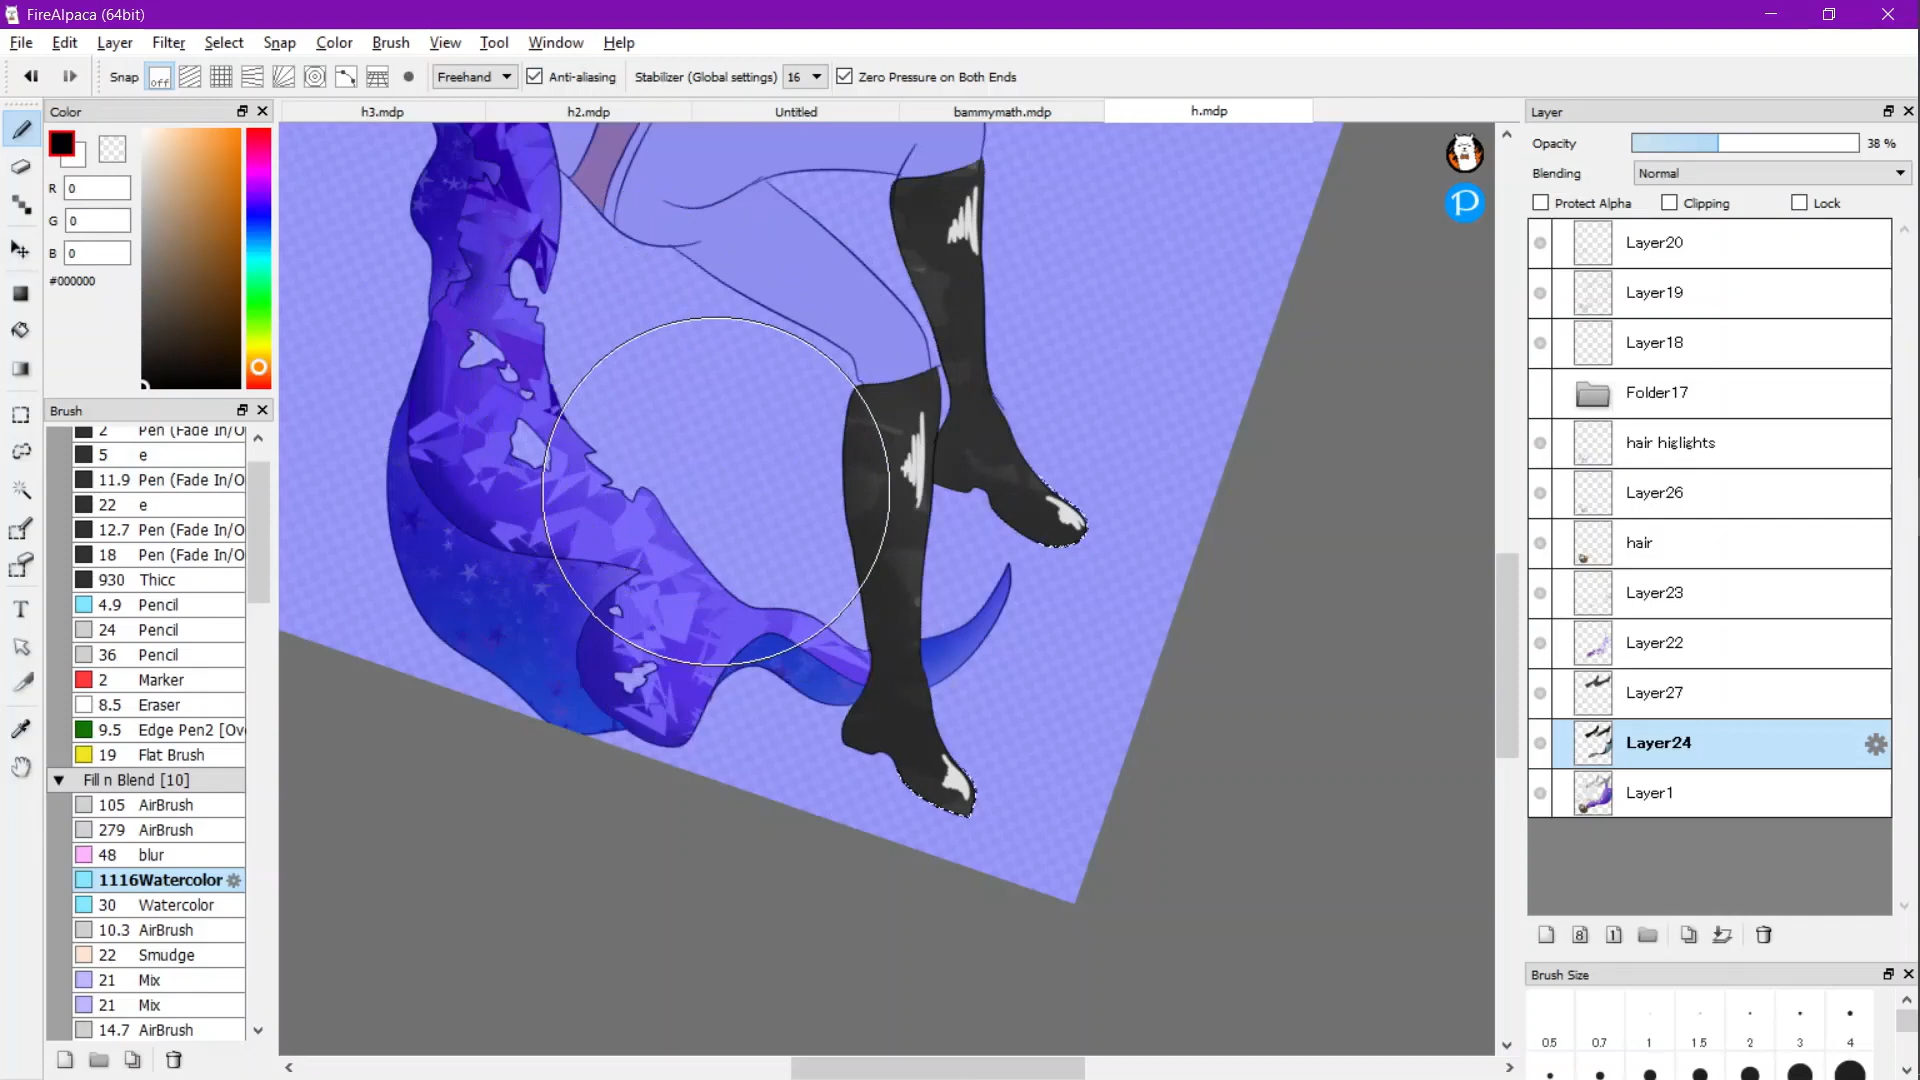 FireAlpaca (64bit)
File Edit Layer Filter Select Snap Color Brush View Tool Window Help
Snap off Freehand Anti-aliasing Stabilizer (Global settings) 16 Zero Pressure on Both Ends
Color
h3.mdp h2.mdp Untitled bammymath.mdp h.mdp
Layer
R 0
G 0
B 0
#000000
Brush
2 Pen (Fade In/O
5 e
11.9 Pen (Fade In/O
22 e
12.7 Pen (Fade In/O
18 Pen (Fade In/O
930 Thicc
4.9 Pencil
24 Pencil
36 Pencil
2 Marker
8.5 Eraser
9.5 Edge Pen2 [Ov
19 Flat Brush
Fill n Blend [10]
105 AirBrush
279 AirBrush
48 blur
1116Watercolor
30 Watercolor
10.3 AirBrush
22 Smudge
21 Mix
21 Mix
14.7 AirBrush
T
P
Opacity 38 %
Blending Normal
Protect Alpha Clipping Lock
Layer20
Layer19
Layer18
Folder17
hair higlights
Layer26
hair
Layer23
Layer22
Layer27
Layer24
Layer1
8 1
Brush Size
0.5 0.7 1 1.5 2 3 4